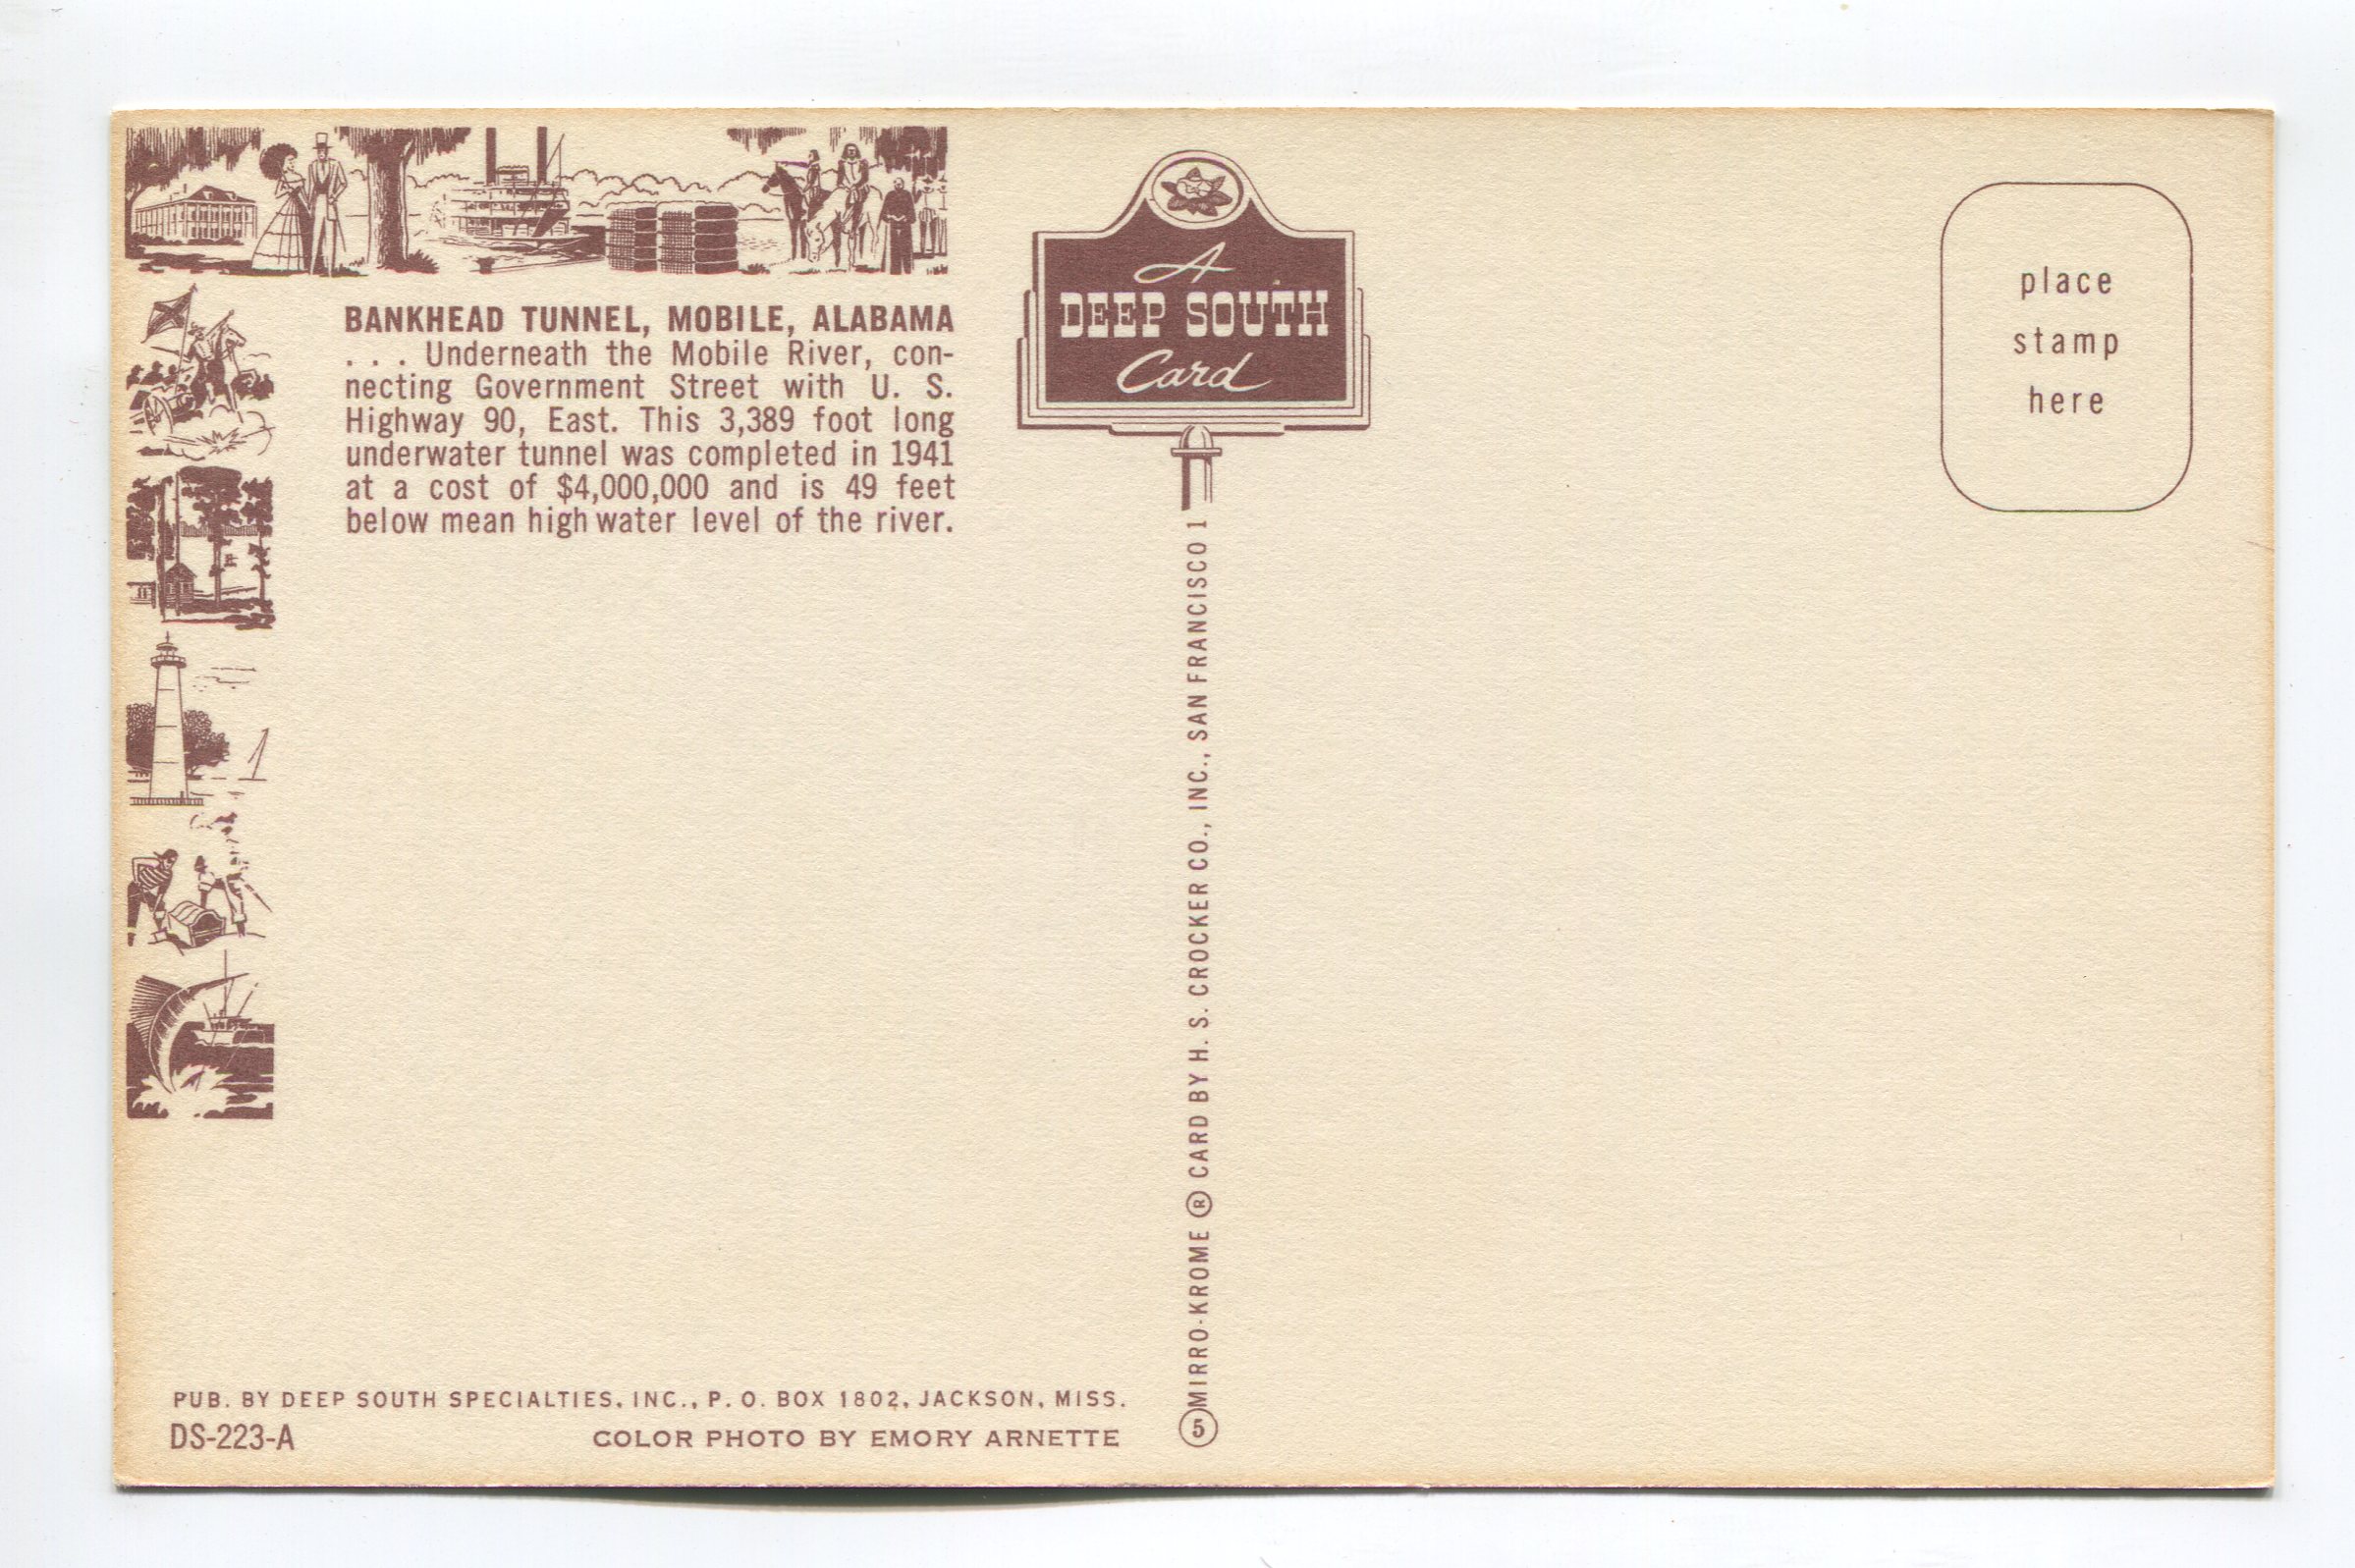 BANKHEAD TUNNEL, MOBILE, ALABAMA
. . . Underneath the Mobile River, con-
necting Government Street with U. S.
Highway 90, East. This 3,389 foot long
underwater tunnel was completed in 1941
at a cost of $4,000,000 and is 49 feet
below mean high water level of the river.
A
DEEP SOUTH
Card
place
stamp
here
MIRRO-KROME ® CARD BY H. S. CROCKER CO., INC., SAN FRANCISCO 1
5
PUB. BY DEEP SOUTH SPECIALTIES, INC., P. O. BOX 1802, JACKSON, MISS.
DS-223-A
COLOR PHOTO BY EMORY ARNETTE